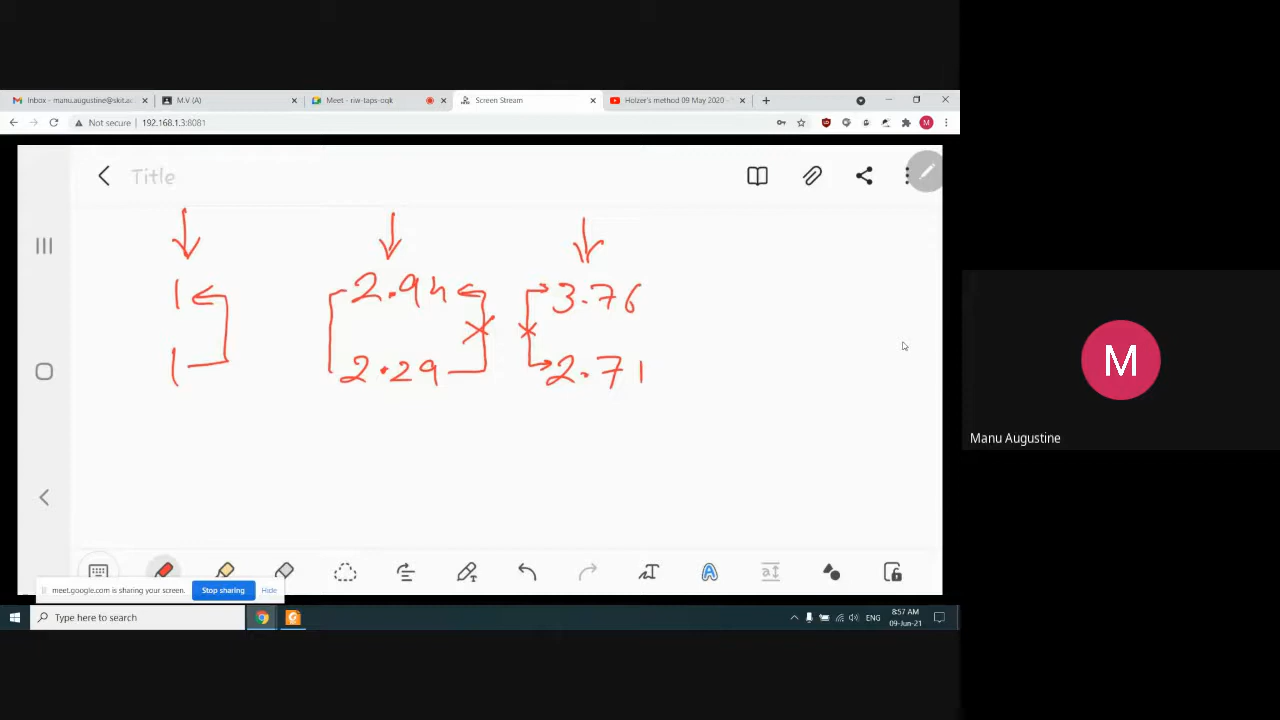 Inbox - manu.augustine@skit.ac
M.V.(A)
Meet - riw-taps-oqk
Screen Stream
Holzer's method 09 May 2020 -
Not secure | 192.168.1.3:8081
Title
1 2.94 3.76
1 2.29 2.71
Manu Augustine
M
meet.google.com is sharing your screen. Stop sharing Hide
Type here to search
ENG
8:57 AM
09-Jun-21